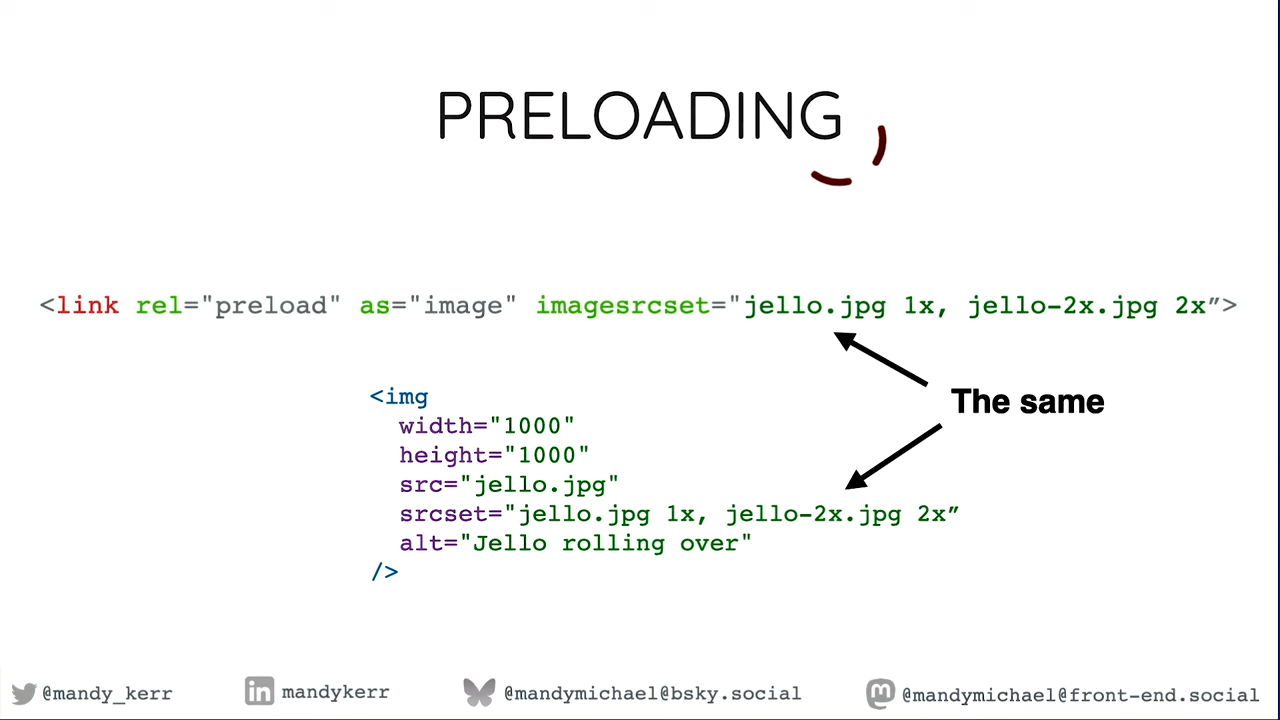 PRELOADING
<link rel="preload" as="image" imagesrcset="jello.jpg 1x, jello-2x.jpg 2x”>
The same
<img
width="1000"
height="1000"
src="jello.jpg"
srcset="jello.jpg 1x, jello-2x.jpg 2x”
alt="Jello rolling over"
/>
@mandy_kerr
in mandykerr
@mandymichael@bsky.social
@mandymichael@front-end.social